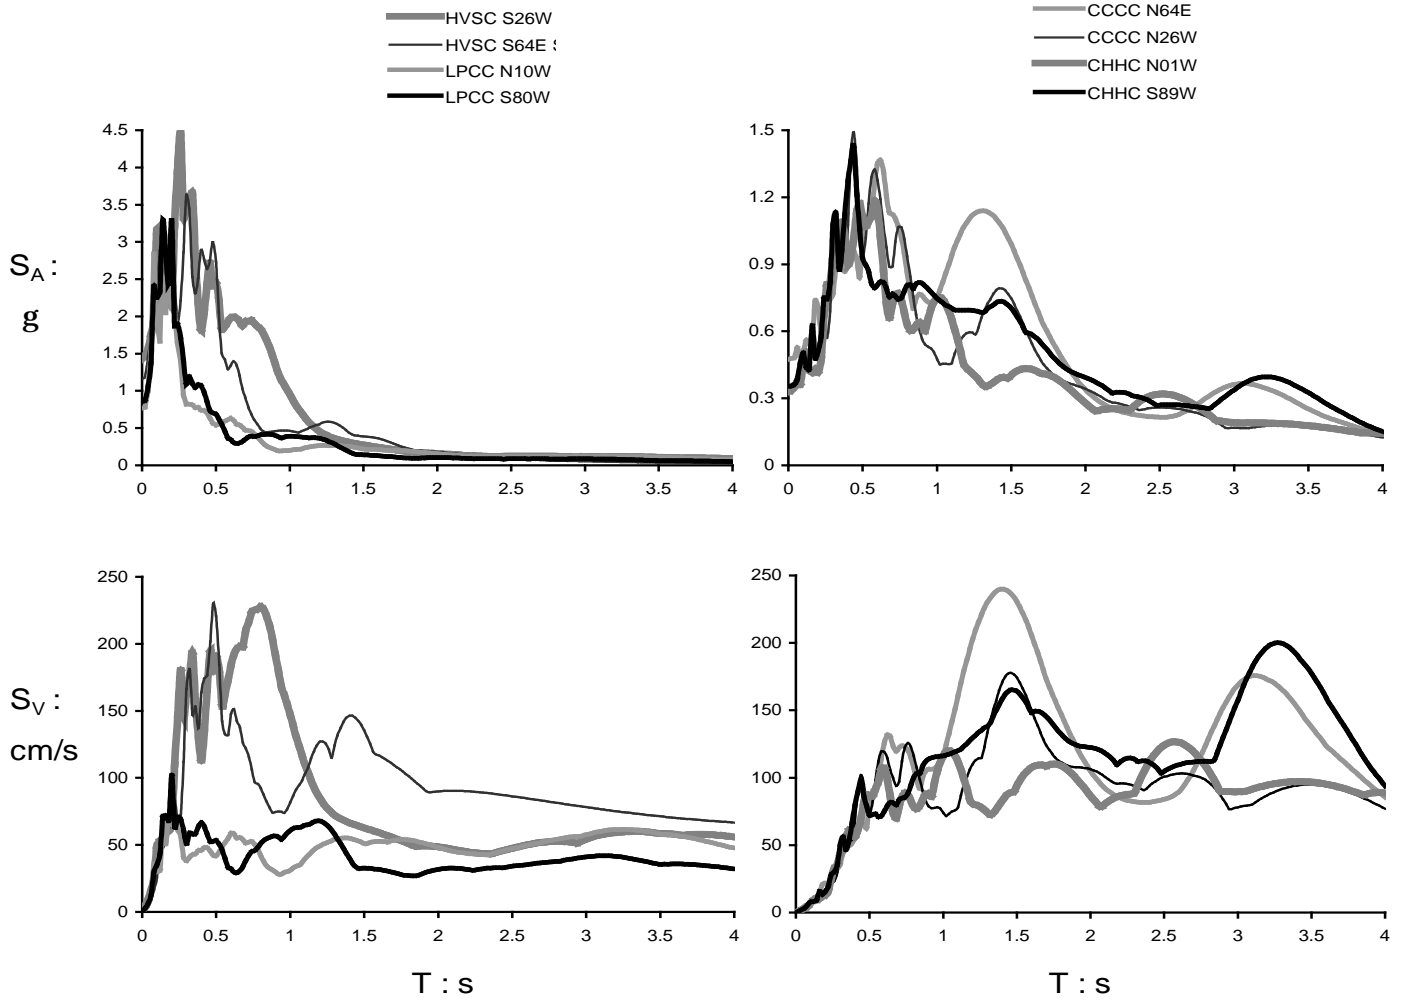 HVSC S26W
HVSC S64E
LPCC N10W
LPCC S80W
CCCC N64E
CCCC N26W
CHHC N01W
CHHC S89W
4.5
4
3.5
3
2.5
2
1.5
1
0.5
0
0 0.5 1 1.5 2 2.5 3 3.5 4
1.5
1.2
0.9
0.6
0.3
0
0 0.5 1 1.5 2 2.5 3 3.5 4
SA :
g
250
200
150
100
50
0
0 0.5 1 1.5 2 2.5 3 3.5 4
250
200
150
100
50
0
0 0.5 1 1.5 2 2.5 3 3.5 4
SV :
cm/s
T : s
T : s